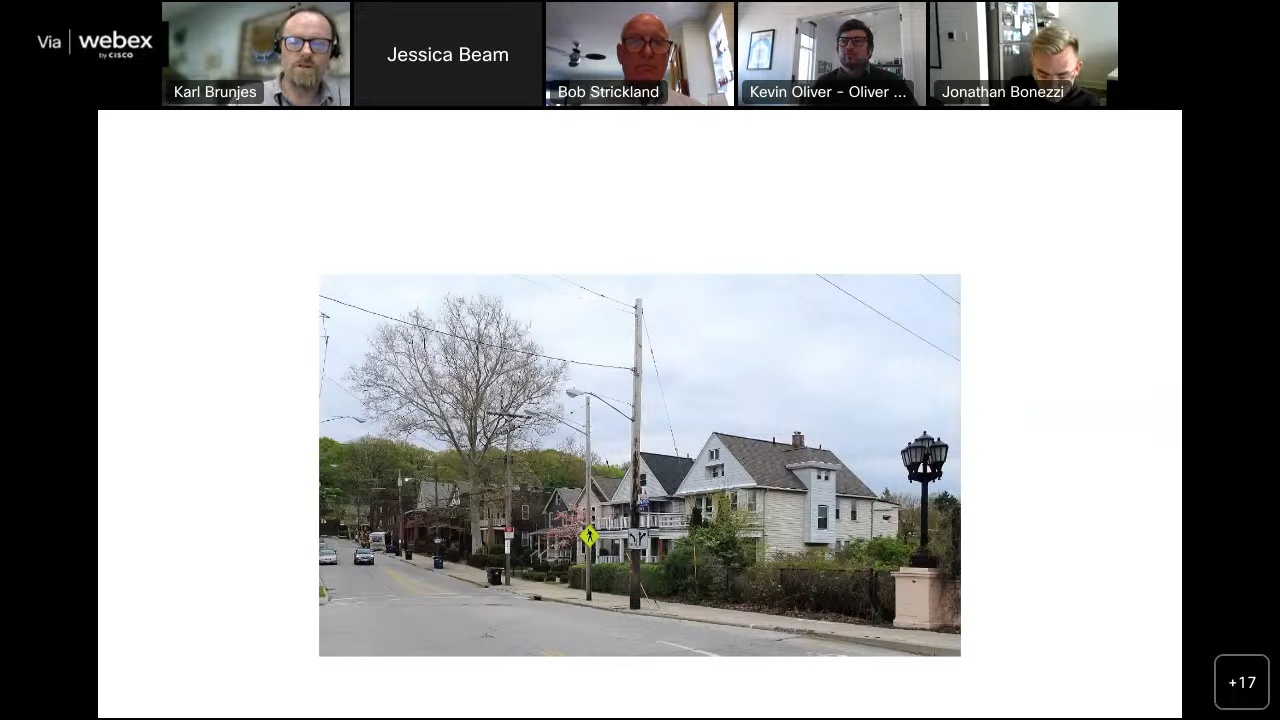 Via webex
by CISCO
Karl Brunjes
Jessica Beam
Bob Strickland
Kevin Oliver - Oliver ...
Jonathan Bonezzi
+17